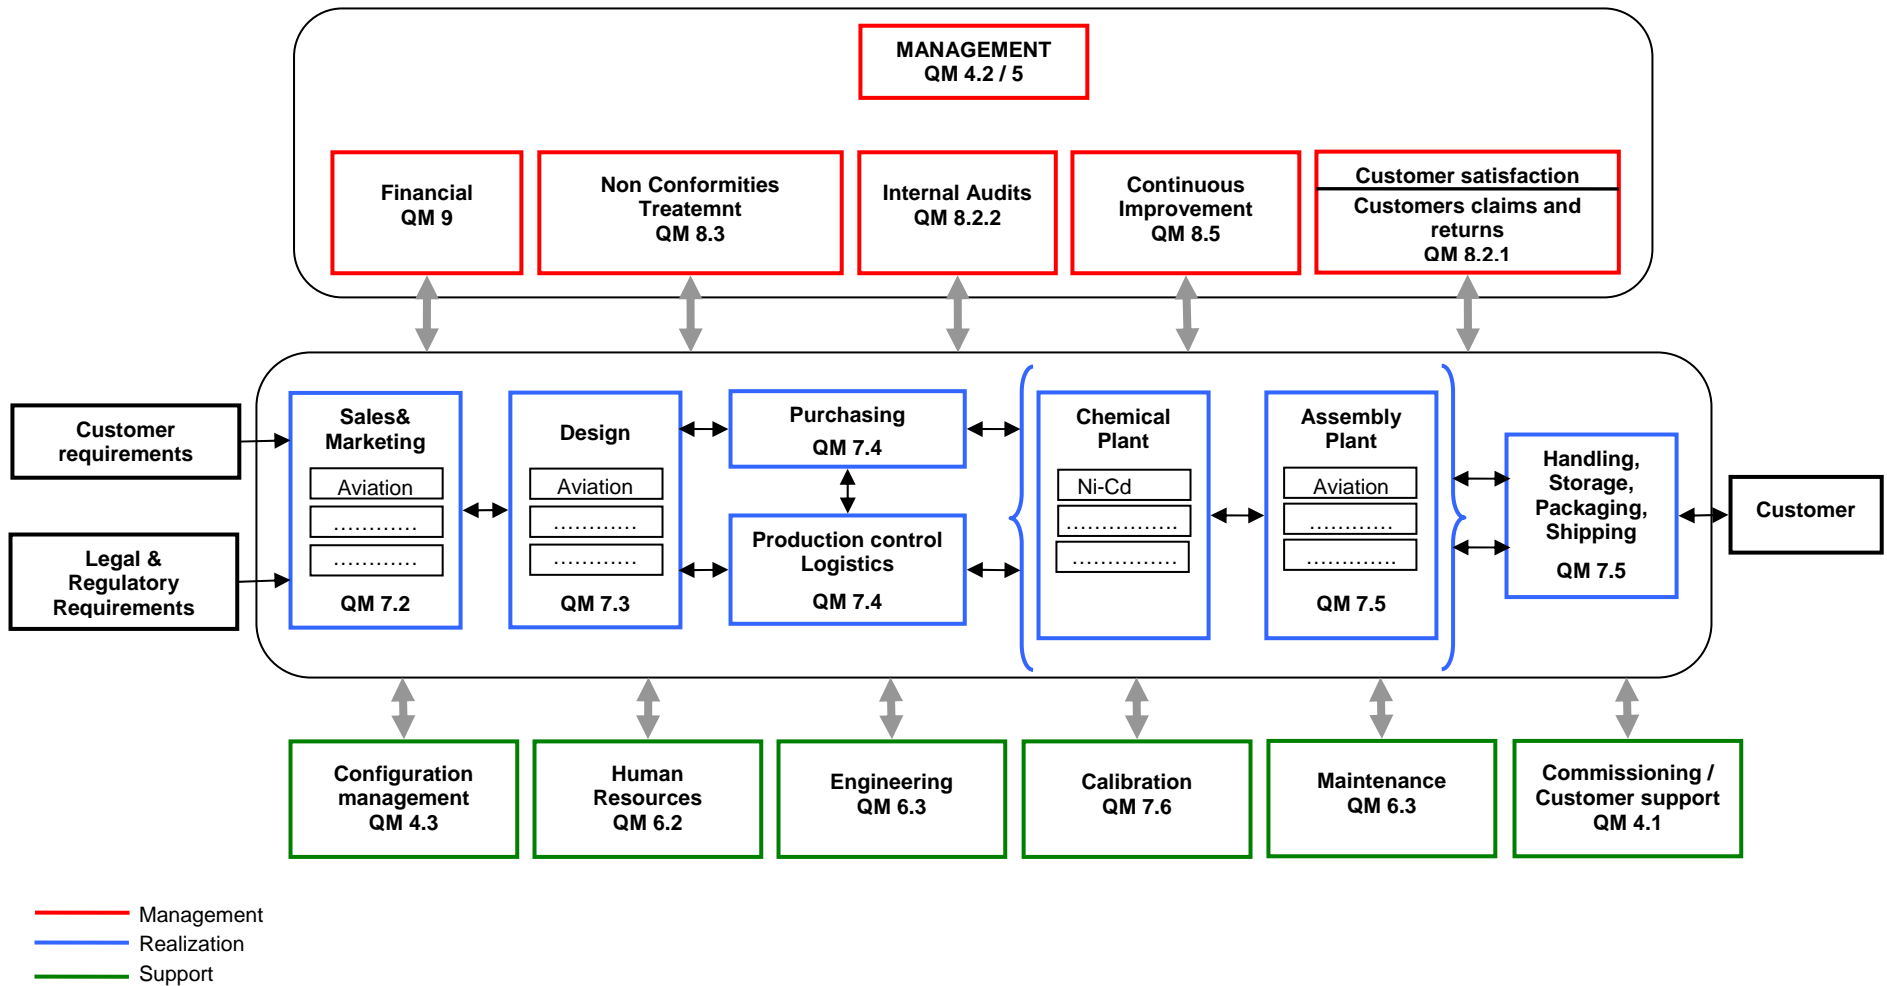 MANAGEMENT
QM 4.2 / 5
Financial
QM 9
Non Conformities
Treatemnt
QM 8.3
Internal Audits
QM 8.2.2
Continuous
Improvement
QM 8.5
Customer satisfaction
Customers claims and
returns
QM 8.2.1
Customer
requirements
Legal &
Regulatory
Requirements
Sales&
Marketing
Aviation
…………
…………
QM 7.2
Design
Aviation
…………
…………
QM 7.3
Purchasing
QM 7.4
Production control
Logistics
QM 7.4
Chemical
Plant
Ni-Cd
……………
……………
Assembly
Plant
Aviation
…………
…………
QM 7.5
Handling,
Storage,
Packaging,
Shipping
QM 7.5
Customer
Configuration
management
QM 4.3
Human
Resources
QM 6.2
Engineering
QM 6.3
Calibration
QM 7.6
Maintenance
QM 6.3
Commissioning /
Customer support
QM 4.1
Management
Realization
Support